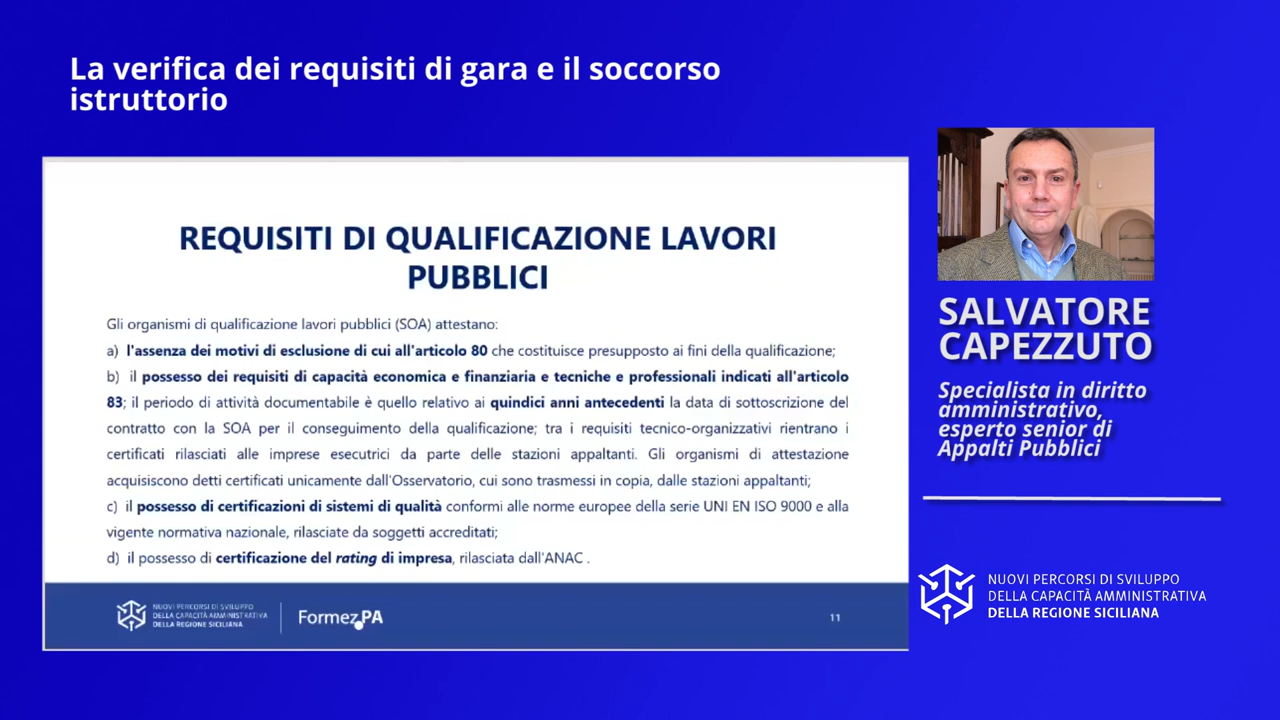 La verifica dei requisiti di gara e il soccorso
istruttorio
REQUISITI DI QUALIFICAZIONE LAVORI
PUBBLICI
Gli organismi di qualificazione lavori pubblici (SOA) attestano:
a) l'assenza dei motivi di esclusione di cui all'articolo 80 che costituisce presupposto ai fini della qualificazione;
b) il possesso dei requisiti di capacità economica e finanziaria e tecniche e professionali indicati all'articolo
83; il periodo di attività documentabile è quello relativo ai quindici anni antecedenti la data di sottoscrizione del
contratto con la SOA per il conseguimento della qualificazione; tra i requisiti tecnico-organizzativi rientrano i
certificati rilasciati alle imprese esecutrici da parte delle stazioni appaltanti. Gli organismi di attestazione
acquisiscono detti certificati unicamente dall'Osservatorio, cui sono trasmessi in copia, dalle stazioni appaltanti;
c) il possesso di certificazioni di sistemi di qualità conformi alle norme europee della serie UNI EN ISO 9000 e alla
vigente normativa nazionale, rilasciate da soggetti accreditati;
d) il possesso di certificazione del rating di impresa, rilasciata dall'ANAC .
NUOVI PERCORSI DI SVILUPPO
DELLA CAPACITÀ AMMINISTRATIVA
DELLA REGIONE SICILIANA
Formez PA
11
SALVATORE
CAPEZZUTO
Specialista in diritto
amministrativo,
esperto senior di
Appalti Pubblici
NUOVI PERCORSI DI SVILUPPO
DELLA CAPACITÀ AMMINISTRATIVA
DELLA REGIONE SICILIANA